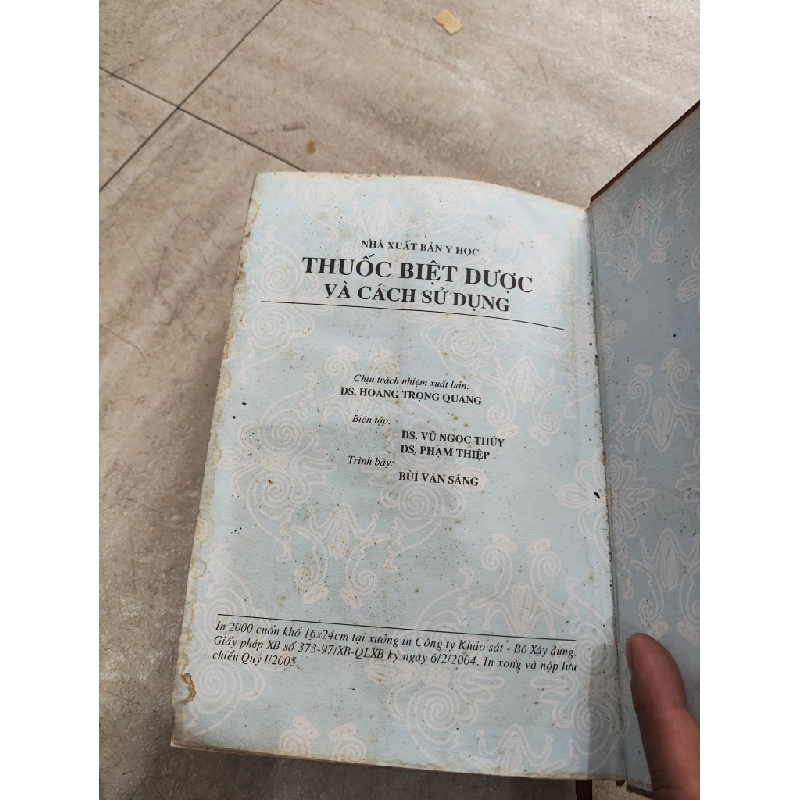 NHÀ XUẤT BẢN Y HỌC
THUỐC BIỆT DƯỢC
VÀ CÁCH SỬ DỤNG
Chịu trách nhiệm xuất bản:
DS. HOÀNG TRỌNG QUANG
Biên tập:
DS. VŨ NGỌC THÚY
DS. PHẠM THIỆP
Trình bày:
BÙI VẠN SÁNG
In 2000 cuốn khổ 16x24cm tại xưởng in Công ty Khảo sát - Bộ Xây dựng.
Giấy phép XB số 373-97/XB-QLXB ký ngày 6/2/2004. In xong và nộp lưu
chiểu Quý I/2005.